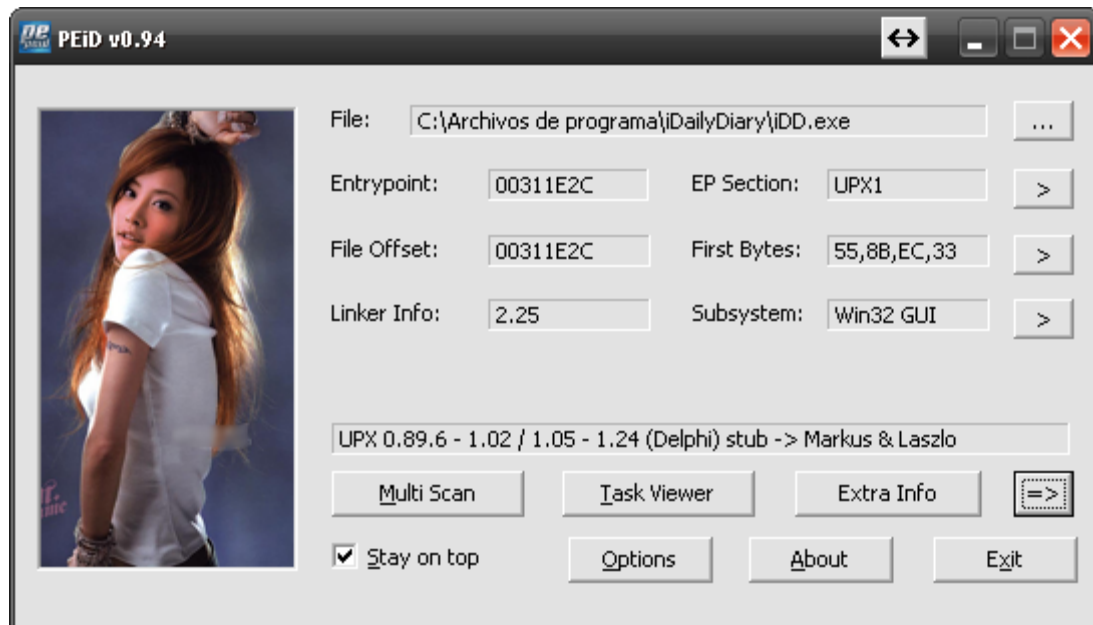 PEiD v0.94
File: C:\Archivos de programa\iDailyDiary\iDD.exe ...
Entrypoint: 00311E2C EP Section: UPX1 >
File Offset: 00311E2C First Bytes: 55,8B,EC,33 >
Linker Info: 2.25 Subsystem: Win32 GUI >
UPX 0.89.6 - 1.02 / 1.05 - 1.24 (Delphi) stub -> Markus & Laszlo
Multi Scan Task Viewer Extra Info =>
Stay on top Options About Exit